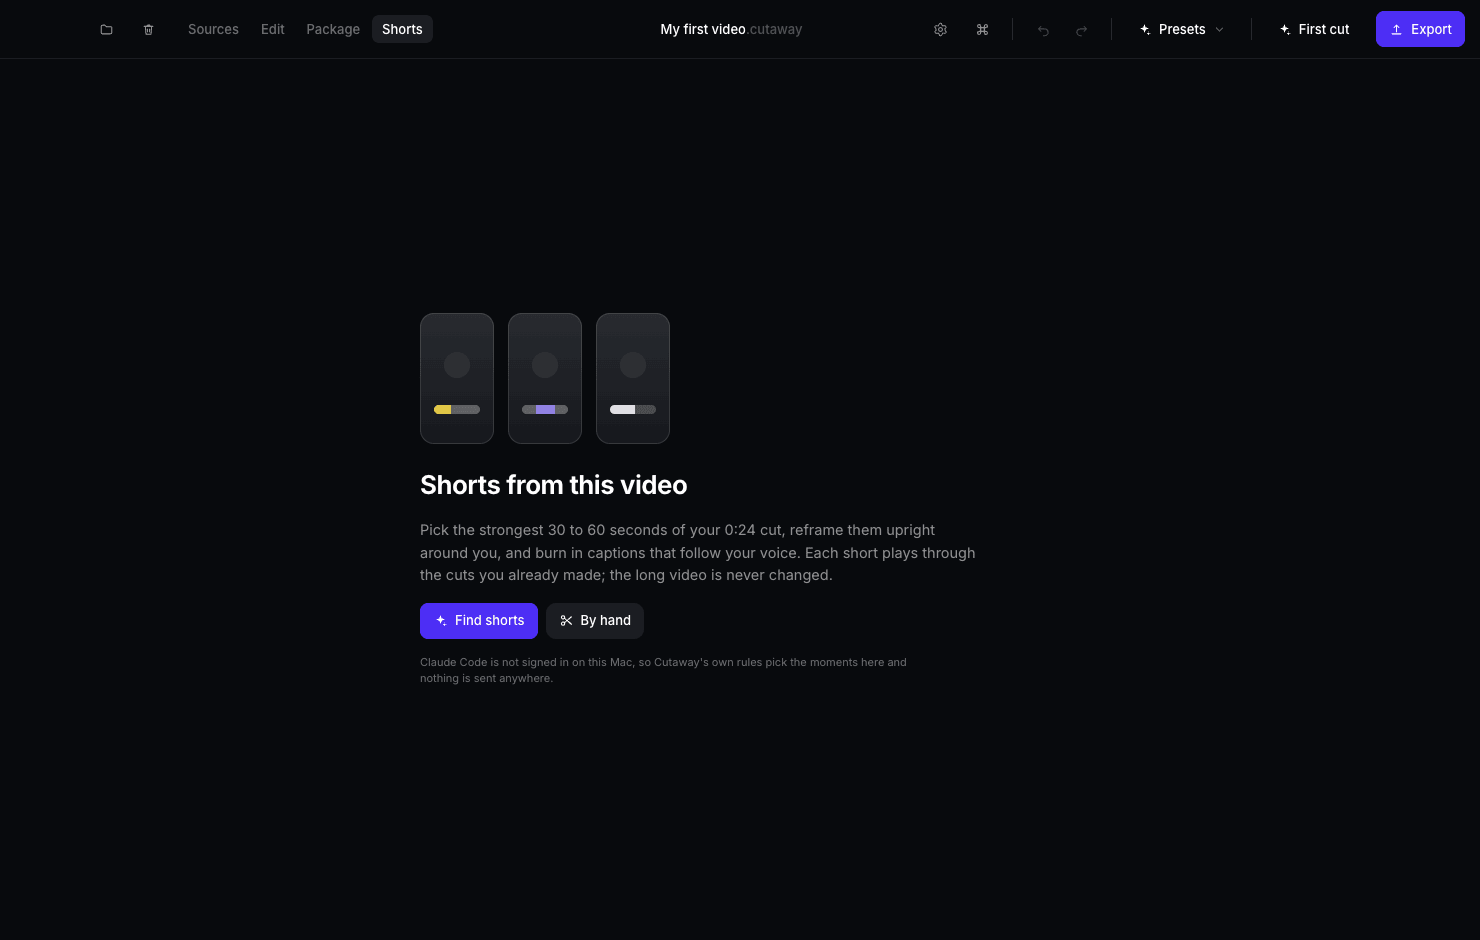 Sources Edit Package Shorts My first video.cutaway Presets First cut Export
Shorts from this video
Pick the strongest 30 to 60 seconds of your 0:24 cut, reframe them upright
around you, and burn in captions that follow your voice. Each short plays through
the cuts you already made; the long video is never changed.
Find shorts By hand
Claude Code is not signed in on this Mac, so Cutaway's own rules pick the moments here and
nothing is sent anywhere.